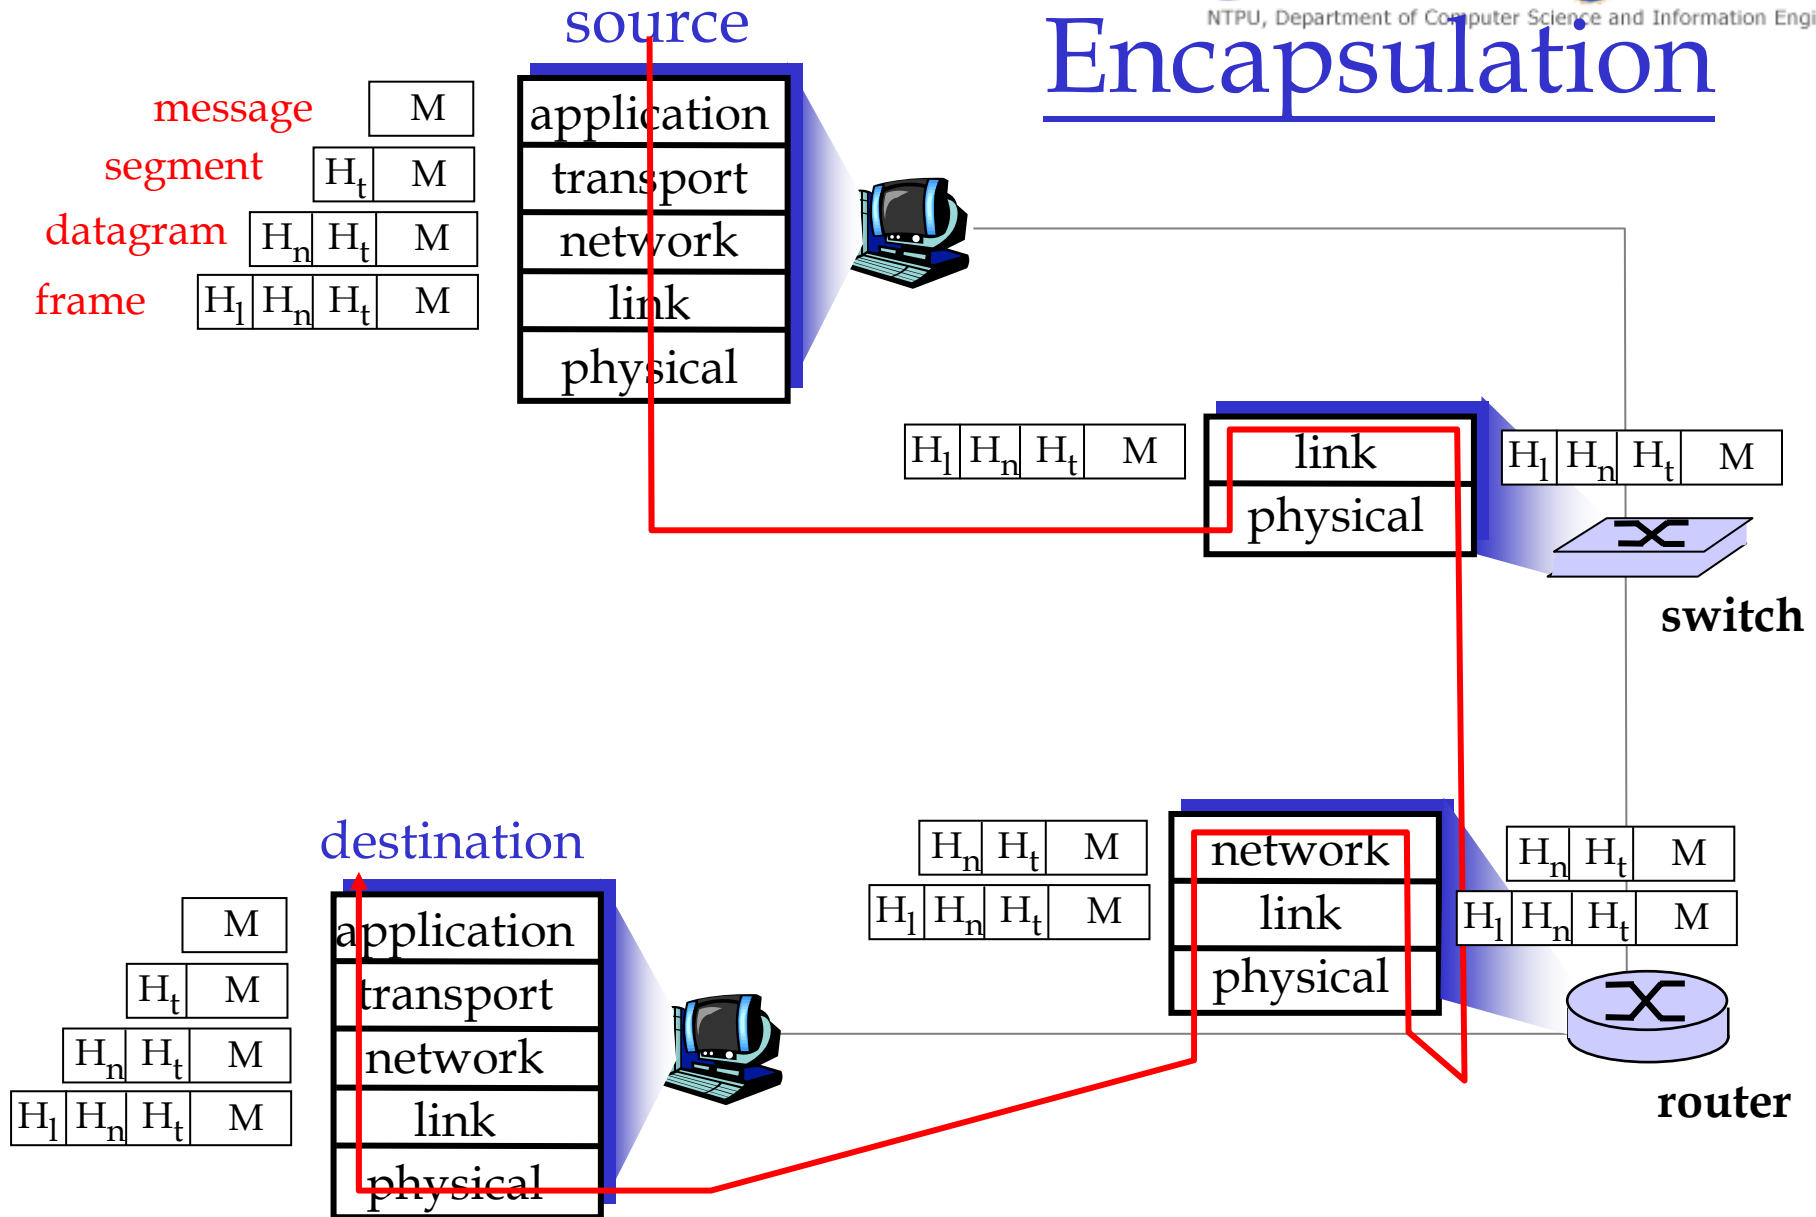 NTPU, Department of Computer Science and Information Engi
Encapsulation
source
message M
segment Ht M
datagram Hn Ht M
frame Hl Hn Ht M
application
transport
network
link
physical
Hl Hn Ht M
link
physical
Hl Hn Ht M
switch
destination
M
Ht M
Hn Ht M
Hl Hn Ht M
application
transport
network
link
physical
Hn Ht M
Hl Hn Ht M
network
link
physical
Hn Ht M
Hl Hn Ht M
router